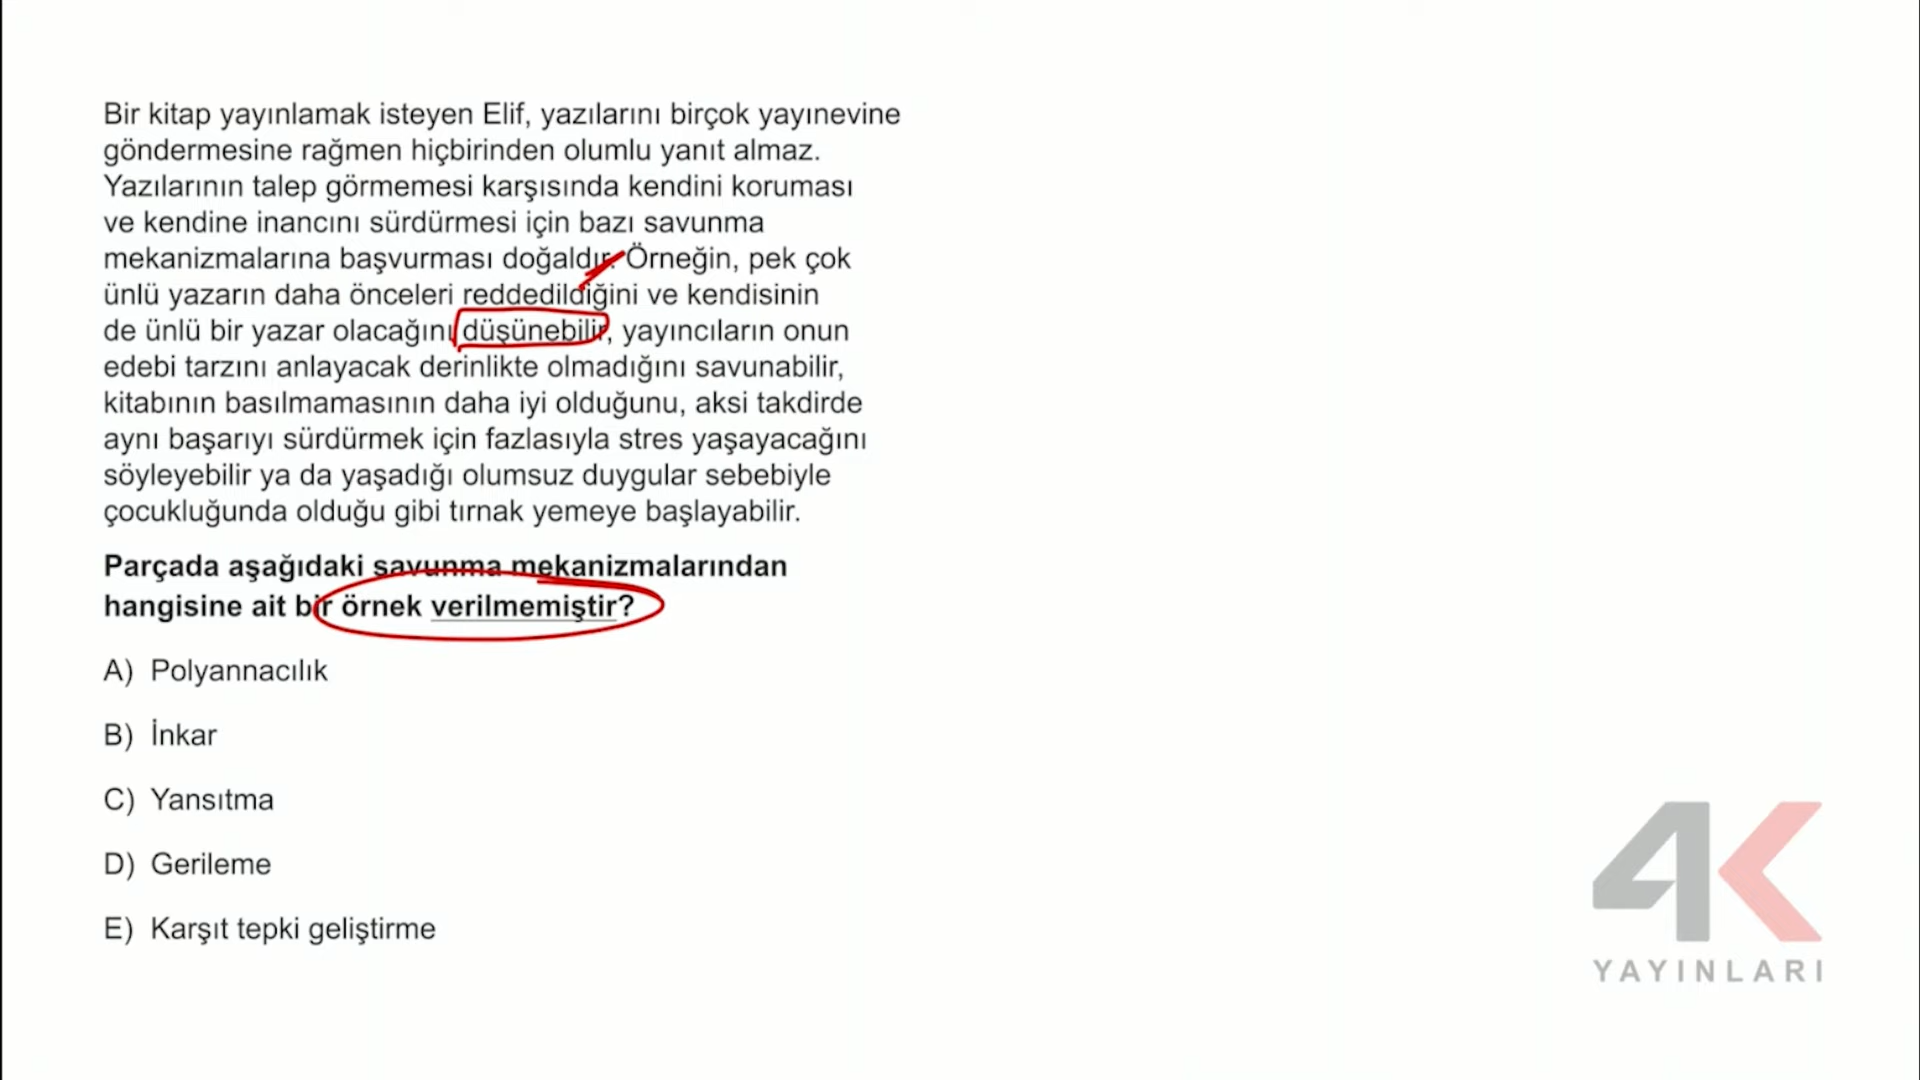 Bir kitap yayınlamak isteyen Elif, yazılarını birçok yayınevine
göndermesine rağmen hiçbirinden olumlu yanıt almaz.
Yazılarının talep görmemesi karşısında kendini koruması
ve kendine inancını sürdürmesi için bazı savunma
mekanizmalarına başvurması doğaldır. Örneğin, pek çok
ünlü yazarın daha önceleri reddedildiğini ve kendisinin
de ünlü bir yazar olacağını düşünebilir, yayıncıların onun
edebi tarzını anlayacak derinlikte olmadığını savunabilir,
kitabının basılmamasının daha iyi olduğunu, aksi takdirde
aynı başarıyı sürdürmek için fazlasıyla stres yaşayacağını
söyleyebilir ya da yaşadığı olumsuz duygular sebebiyle
çocukluğunda olduğu gibi tırnak yemeye başlayabilir.
Parçada aşağıdaki savunma mekanizmalarından
hangisine ait bir örnek verilmemiştir?
A) Polyannacılık
B) İnkar
C) Yansıtma
D) Gerileme
E) Karşıt tepki geliştirme
4K
YAYINLARI